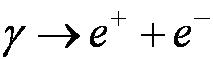 γ → e⁺ + e⁻